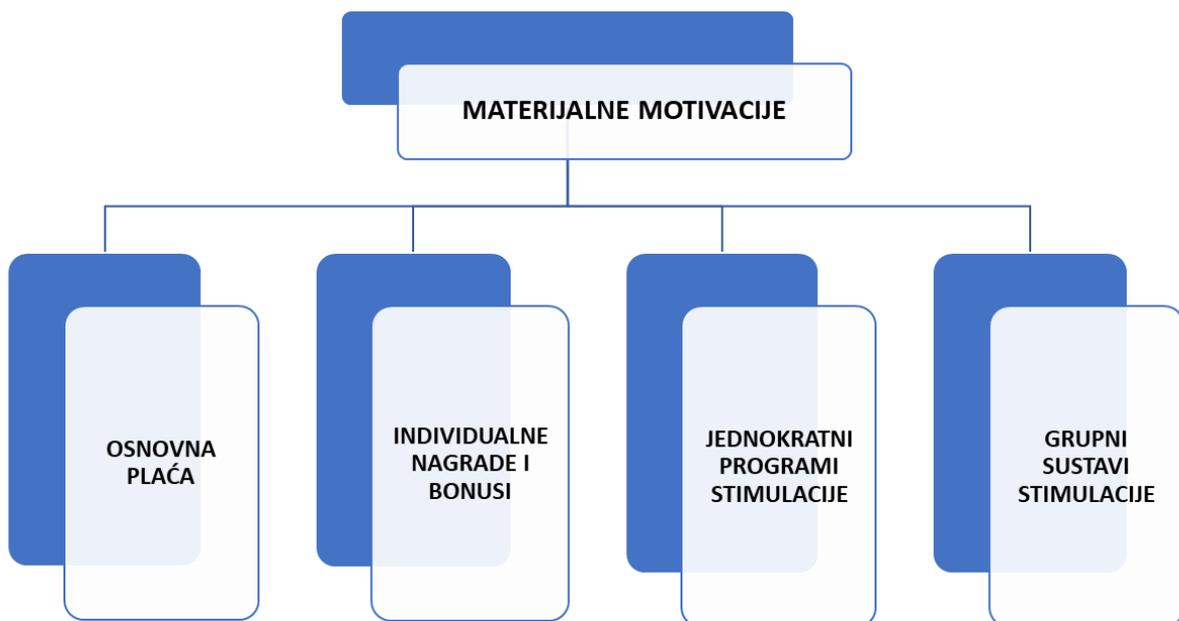 MATERIJALNE MOTIVACIJE
OSNOVNA
PLAĆA
INDIVIDUALNE
NAGRADE I
BONUSI
JEDNOKRATNI
PROGRAMI
STIMULACIJE
GRUPNI
SUSTAVI
STIMULACIJE